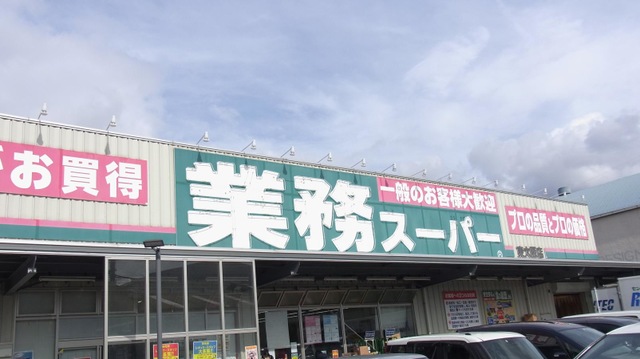 がお買得
業務スーパー
一般のお客様大歓迎
プロの品質とプロの価格